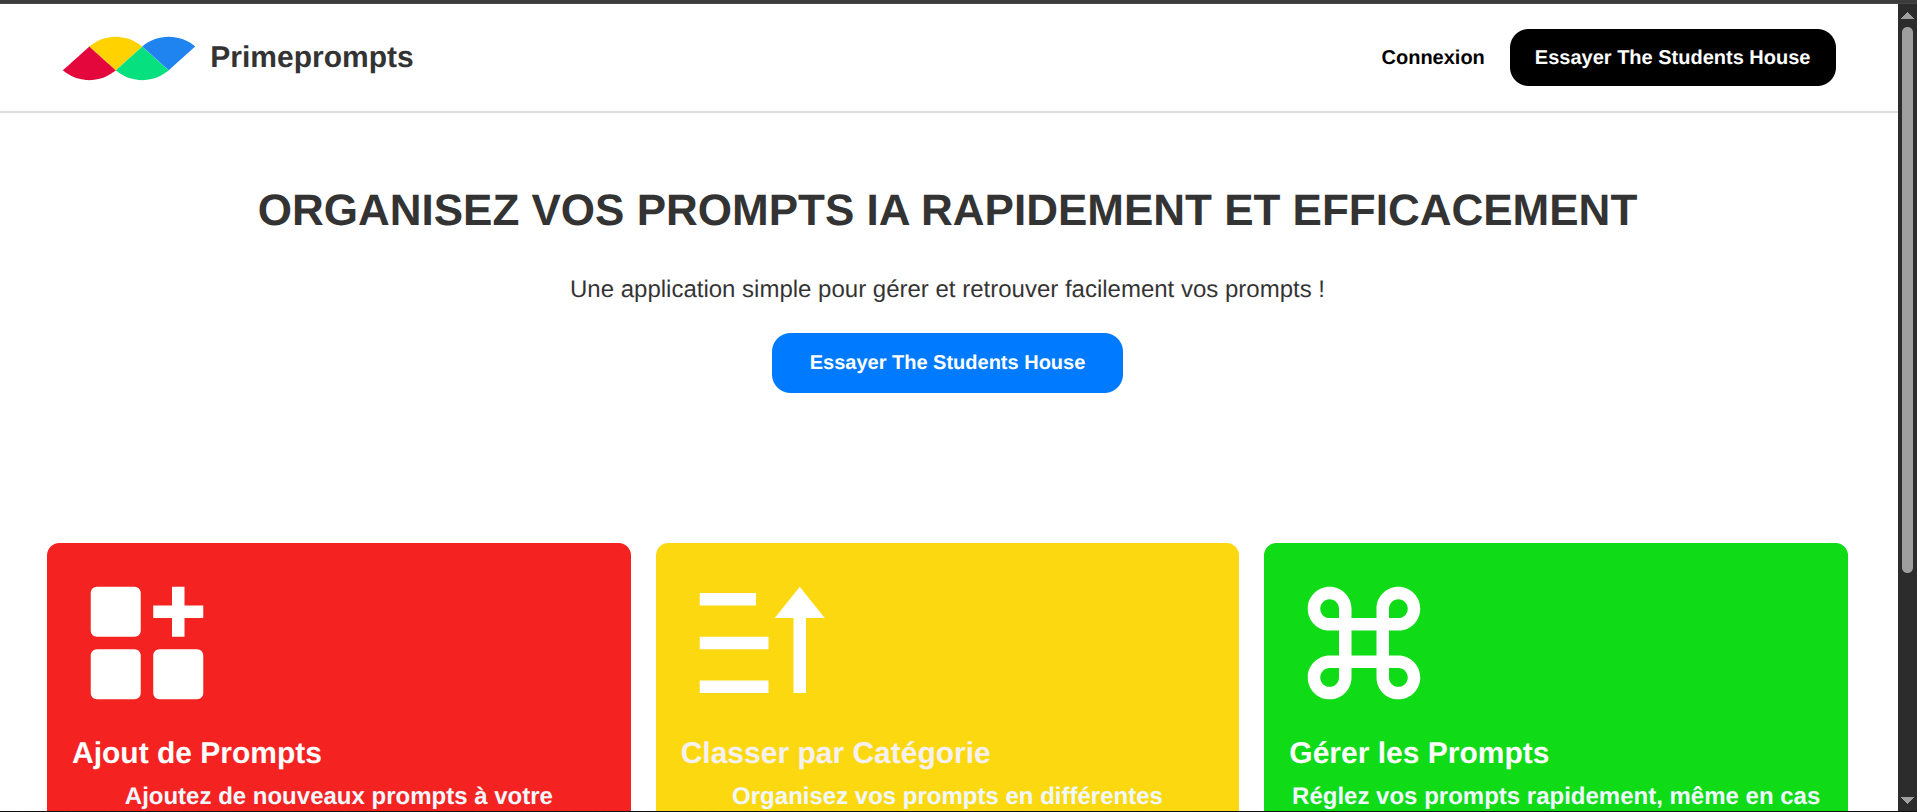 Primeprompts
Connexion
Essayer The Students House
ORGANISEZ VOS PROMPTS IA RAPIDEMENT ET EFFICACEMENT
Une application simple pour gérer et retrouver facilement vos prompts !
Essayer The Students House
Ajout de Prompts
Ajoutez de nouveaux prompts à votre
Classer par Catégorie
Organisez vos prompts en différentes
Gérer les Prompts
Réglez vos prompts rapidement, même en cas